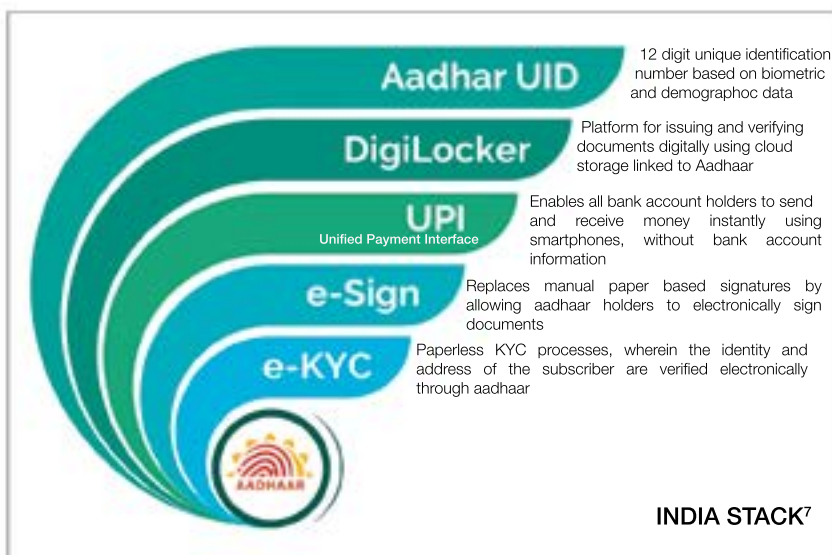 Aadhar UID
12 digit unique identification
number based on biometric
and demographoc data
DigiLocker
Platform for issuing and verifying
documents digitally using cloud
storage linked to Aadhaar
UPI
Unified Payment Interface
Enables all bank account holders to send
and receive money instantly using
smartphones, without bank account
information
e-Sign
Replaces manual paper based signatures by
allowing aadhaar holders to electronically sign
documents
e-KYC
Paperless KYC processes, wherein the identity and
address of the subscriber are verified electronically
through aadhaar
AADHAAR
INDIA STACK⁷